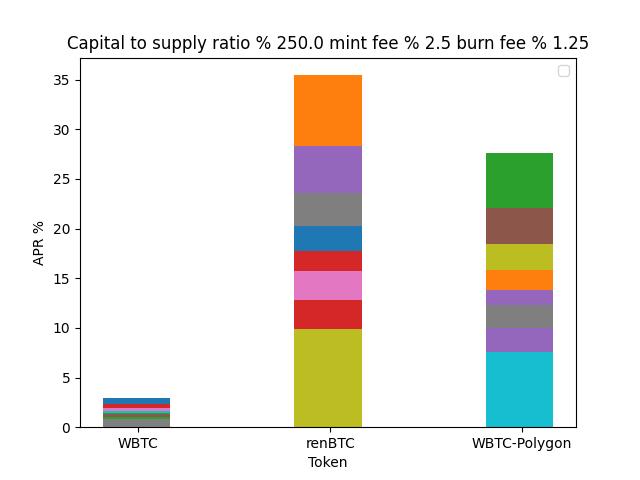 Capital to supply ratio % 250.0 mint fee % 2.5 burn fee % 1.25
35
30
25
20
15
10
5
0
APR %
WBTC
renBTC
WBTC-Polygon
Token